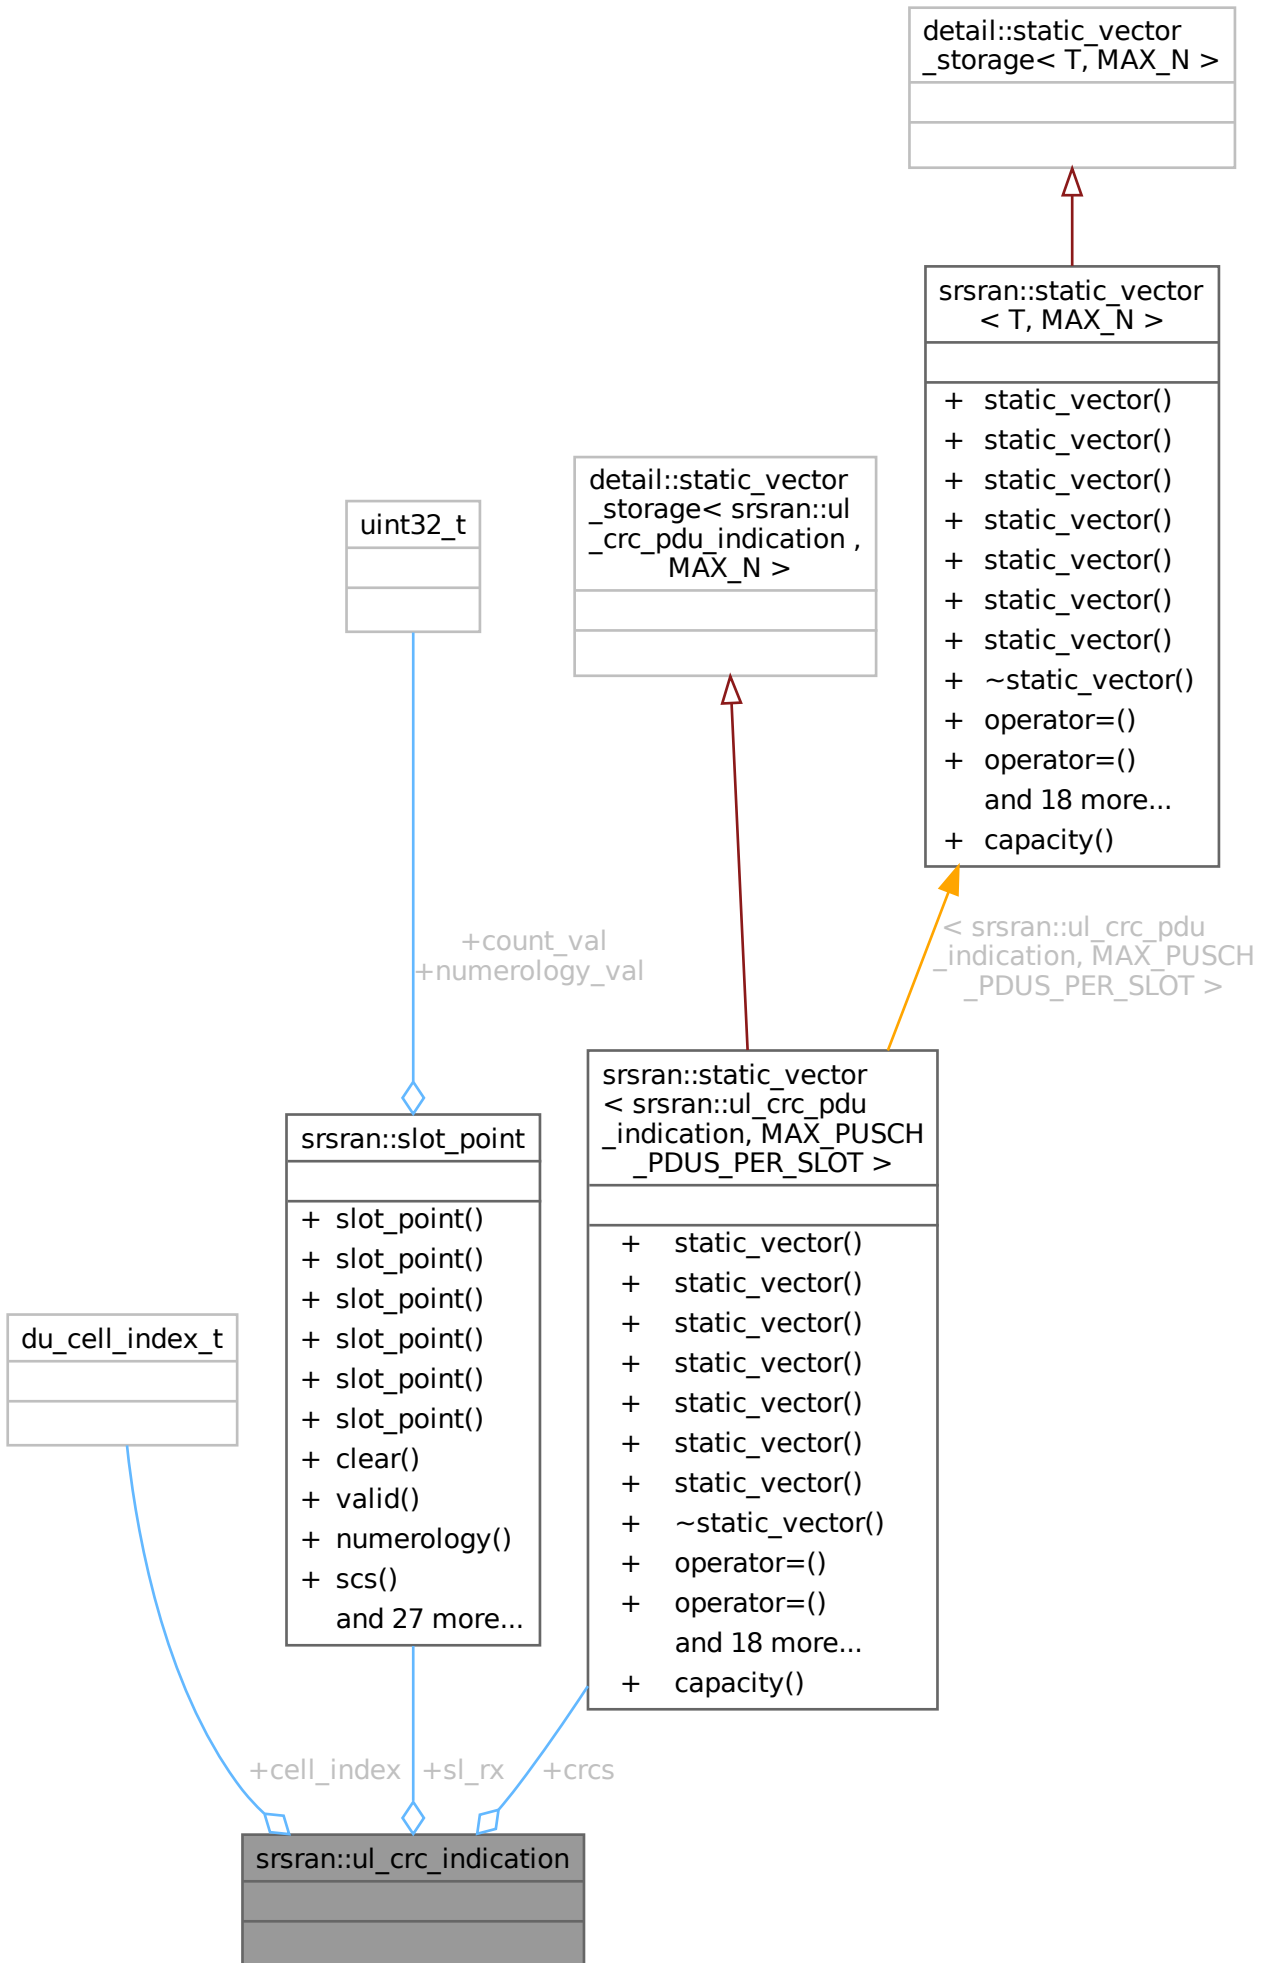 detail::static_vector
_storage< T, MAX_N >
srsran::static_vector
< T, MAX_N >
+ static_vector()
+ static_vector()
+ static_vector()
+ static_vector()
+ static_vector()
+ static_vector()
+ static_vector()
+ ~static_vector()
+ operator=()
+ operator=()
and 18 more...
+ capacity()
detail::static_vector
_storage< srsran::ul
_crc_pdu_indication ,
MAX_N >
uint32_t
+count_val
+numerology_val
< srsran::ul_crc_pdu
_indication, MAX_PUSCH
_PDUS_PER_SLOT >
srsran::static_vector
< srsran::ul_crc_pdu
_indication, MAX_PUSCH
_PDUS_PER_SLOT >
+ static_vector()
+ static_vector()
+ static_vector()
+ static_vector()
+ static_vector()
+ static_vector()
+ static_vector()
+ ~static_vector()
+ operator=()
+ operator=()
and 18 more...
+ capacity()
srsran::slot_point
+ slot_point()
+ slot_point()
+ slot_point()
+ slot_point()
+ slot_point()
+ slot_point()
+ clear()
+ valid()
+ numerology()
+ scs()
and 27 more...
du_cell_index_t
+cell_index
+sl_rx
+crcs
srsran::ul_crc_indication